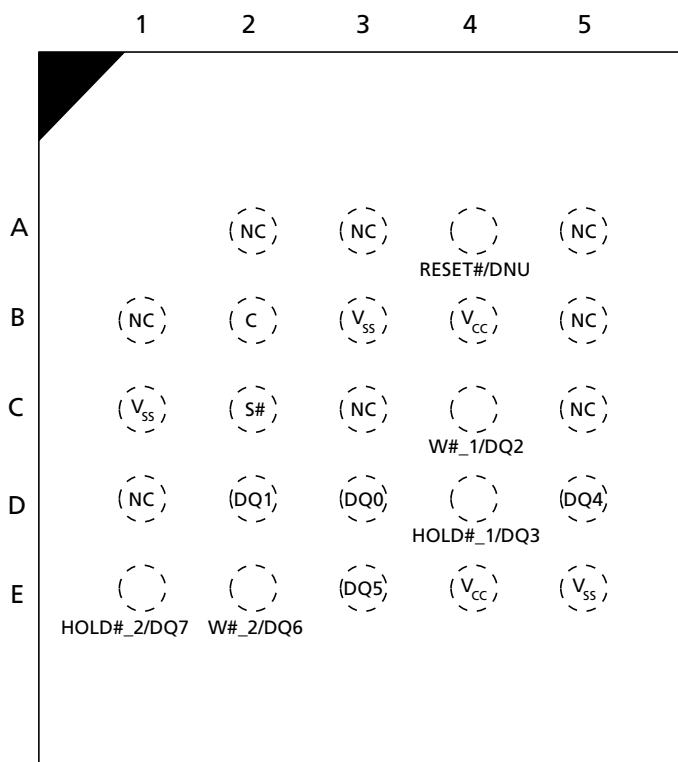 1 2 3 4 5
A NC NC NC
RESET#/DNU
B NC C VSS VCC NC
C VSS S# NC NC
W#_1/DQ2
D NC DQ1 DQ0 DQ4
HOLD#_1/DQ3
E DQ5 VCC VSS
HOLD#_2/DQ7 W#_2/DQ6